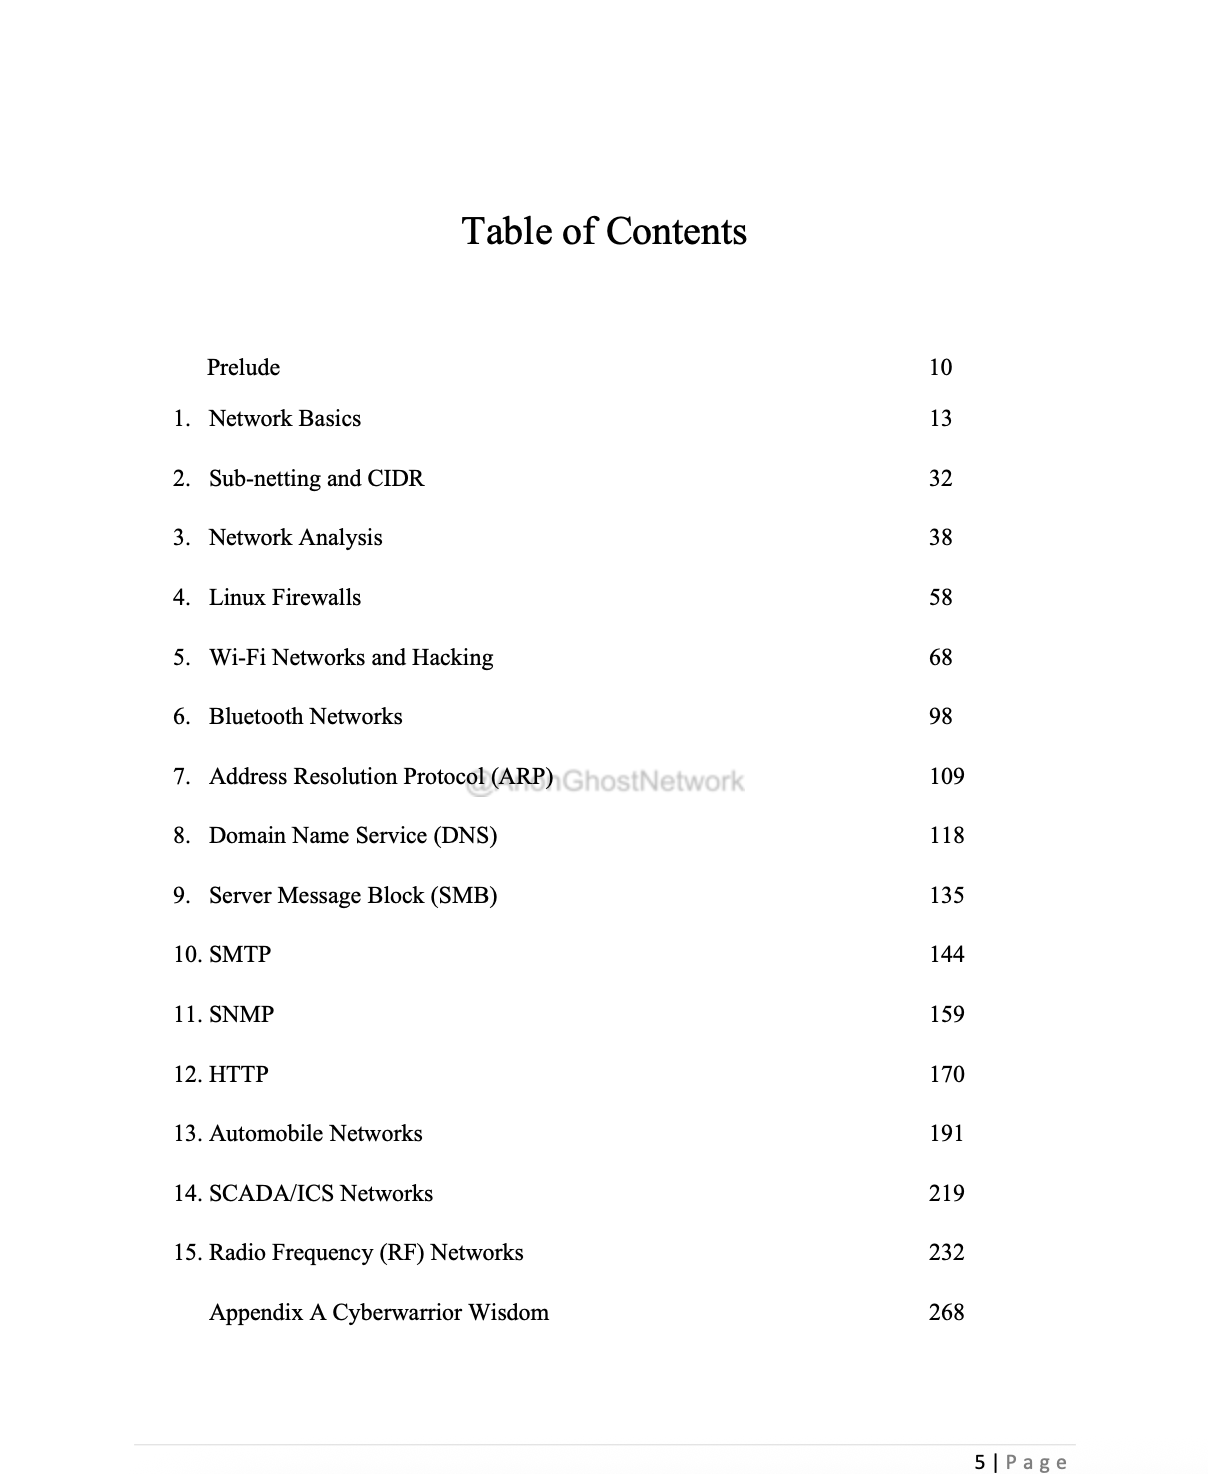 Table of Contents
Prelude 10
1. Network Basics 13
2. Sub-netting and CIDR 32
3. Network Analysis 38
4. Linux Firewalls 58
5. Wi-Fi Networks and Hacking 68
6. Bluetooth Networks 98
7. Address Resolution Protocol (ARP) 109
@AnonGhostNetwork
8. Domain Name Service (DNS) 118
9. Server Message Block (SMB) 135
10. SMTP 144
11. SNMP 159
12. HTTP 170
13. Automobile Networks 191
14. SCADA/ICS Networks 219
15. Radio Frequency (RF) Networks 232
Appendix A Cyberwarrior Wisdom 268
5 | Page